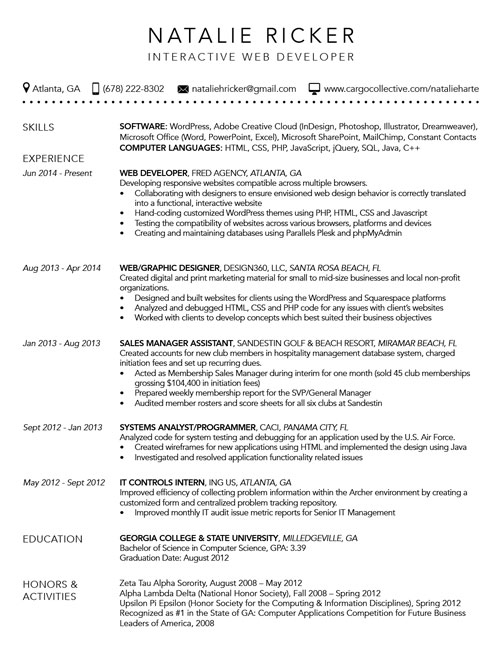 NATALIE RICKER
INTERACTIVE WEB DEVELOPER
Atlanta, GA (678) 222-8302 nataliehricker@gmail.com www.cargocollective.com/natalieharte
SKILLS
SOFTWARE: WordPress, Adobe Creative Cloud (InDesign, Photoshop, Illustrator, Dreamweaver),
Microsoft Office (Word, PowerPoint, Excel), Microsoft SharePoint, MailChimp, Constant Contacts
COMPUTER LANGUAGES: HTML, CSS, PHP, JavaScript, jQuery, SQL, Java, C++
EXPERIENCE
Jun 2014 - Present
WEB DEVELOPER, FRED AGENCY, ATLANTA, GA
Developing responsive websites compatible across multiple browsers.
• Collaborating with designers to ensure envisioned web design behavior is correctly translated
into a functional, interactive website
• Hand-coding customized WordPress themes using PHP, HTML, CSS and Javascript
• Testing the compatibility of websites across various browsers, platforms and devices
• Creating and maintaining databases using Parallels Plesk and phpMyAdmin
Aug 2013 - Apr 2014
WEB/GRAPHIC DESIGNER, DESIGN360, LLC, SANTA ROSA BEACH, FL
Created digital and print marketing material for small to mid-size businesses and local non-profit
organizations.
• Designed and built websites for clients using the WordPress and Squarespace platforms
• Analyzed and debugged HTML, CSS and PHP code for any issues with client's websites
• Worked with clients to develop concepts which best suited their business objectives
Jan 2013 - Aug 2013
SALES MANAGER ASSISTANT, SANDESTIN GOLF & BEACH RESORT, MIRAMAR BEACH, FL
Created accounts for new club members in hospitality management database system, charged
initiation fees and set up recurring dues.
• Acted as Membership Sales Manager during interim for one month (sold 45 club memberships
grossing $104,400 in initiation fees)
• Prepared weekly membership report for the SVP/General Manager
• Audited member rosters and score sheets for all six clubs at Sandestin
Sept 2012 - Jan 2013
SYSTEMS ANALYST/PROGRAMMER, CACI, PANAMA CITY, FL
Analyzed code for system testing and debugging for an application used by the U.S. Air Force.
• Created wireframes for new applications using HTML and implemented the design using Java
• Investigated and resolved application functionality related issues
May 2012 - Sept 2012
IT CONTROLS INTERN, ING US, ATLANTA, GA
Improved efficiency of collecting problem information within the Archer environment by creating a
customized form and centralized problem tracking repository.
• Improved monthly IT audit issue metric reports for Senior IT Management
EDUCATION
GEORGIA COLLEGE & STATE UNIVERSITY, MILLEDGEVILLE, GA
Bachelor of Science in Computer Science, GPA: 3.39
Graduation Date: August 2012
HONORS &
ACTIVITIES
Zeta Tau Alpha Sorority, August 2008 – May 2012
Alpha Lambda Delta (National Honor Society), Fall 2008 – Spring 2012
Upsilon Pi Epsilon (Honor Society for the Computing & Information Disciplines), Spring 2012
Recognized as #1 in the State of GA: Computer Applications Competition for Future Business
Leaders of America, 2008